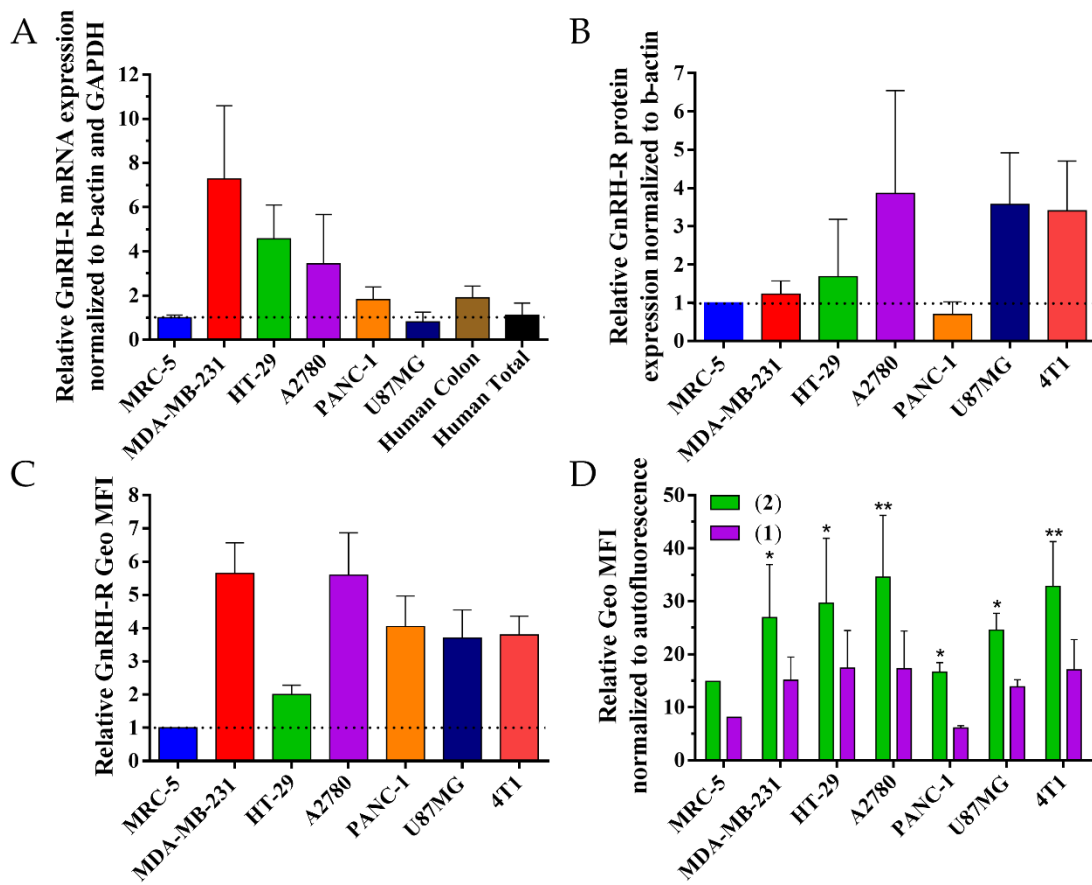 A
Relative GnRH-R mRNA expression
normalized to b-actin and GAPDH
12
10
8
6
4
2
0
MRC-5
MDA-MB-231
HT-29
A2780
PANC-1
U87MG
Human Colon
Human Total
B
Relative GnRH-R protein
expression normalized to b-actin
7
6
5
4
3
2
1
0
MRC-5
MDA-MB-231
HT-29
A2780
PANC-1
U87MG
4T1
C
Relative GnRH-R Geo MFI
8
7
6
5
4
3
2
1
0
MRC-5
MDA-MB-231
HT-29
A2780
PANC-1
U87MG
4T1
D
Relative Geo MFI
normalized to autofluorescence
50
40
30
20
10
0
(2)
(1)
*
*
**
*
*
**
MRC-5
MDA-MB-231
HT-29
A2780
PANC-1
U87MG
4T1